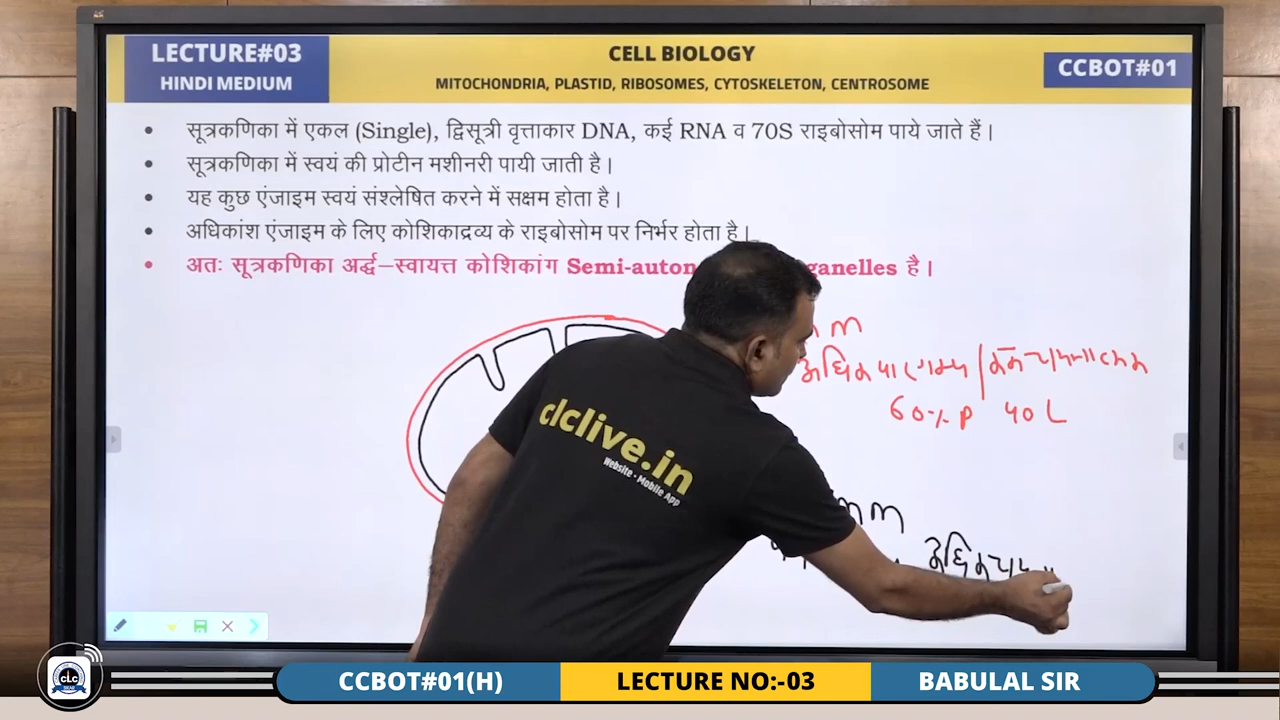 LECTURE#03
HINDI MEDIUM
CELL BIOLOGY
MITOCHONDRIA, PLASTID, RIBOSOMES, CYTOSKELETON, CENTROSOME
CCBOT#01
• सूत्रकणिका में एकल (Single), द्विसूत्री वृत्ताकार DNA, कई RNA व 70S राइबोसोम पाये जाते हैं।
• सूत्रकणिका में स्वयं की प्रोटीन मशीनरी पायी जाती है।
• यह कुछ एंजाइम स्वयं संश्लेषित करने में सक्षम होता है।
• अधिकांश एंजाइम के लिए कोशिकाद्रव्य के राइबोसोम पर निर्भर होता है।
• अतः सूत्रकणिका अर्द्ध–स्वायत्त कोशिकांग Semi-auton ganelles है।
अधिक पारगम्य /
60% P 40 L
clclive.in
Website • Mobile App
CLC
CCBOT#01(H)
LECTURE NO:-03
BABULAL SIR